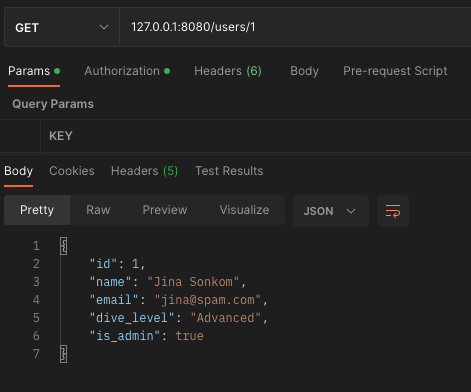 GET 127.0.0.1:8080/users/1
Params Authorization Headers (6) Body Pre-request Script
Query Params
KEY
Body Cookies Headers (5) Test Results
Pretty Raw Preview Visualize JSON
1 {
2 "id": 1,
3 "name": "Jina Sonkom",
4 "email": "jina@spam.com",
5 "dive_level": "Advanced",
6 "is_admin": true
7 }